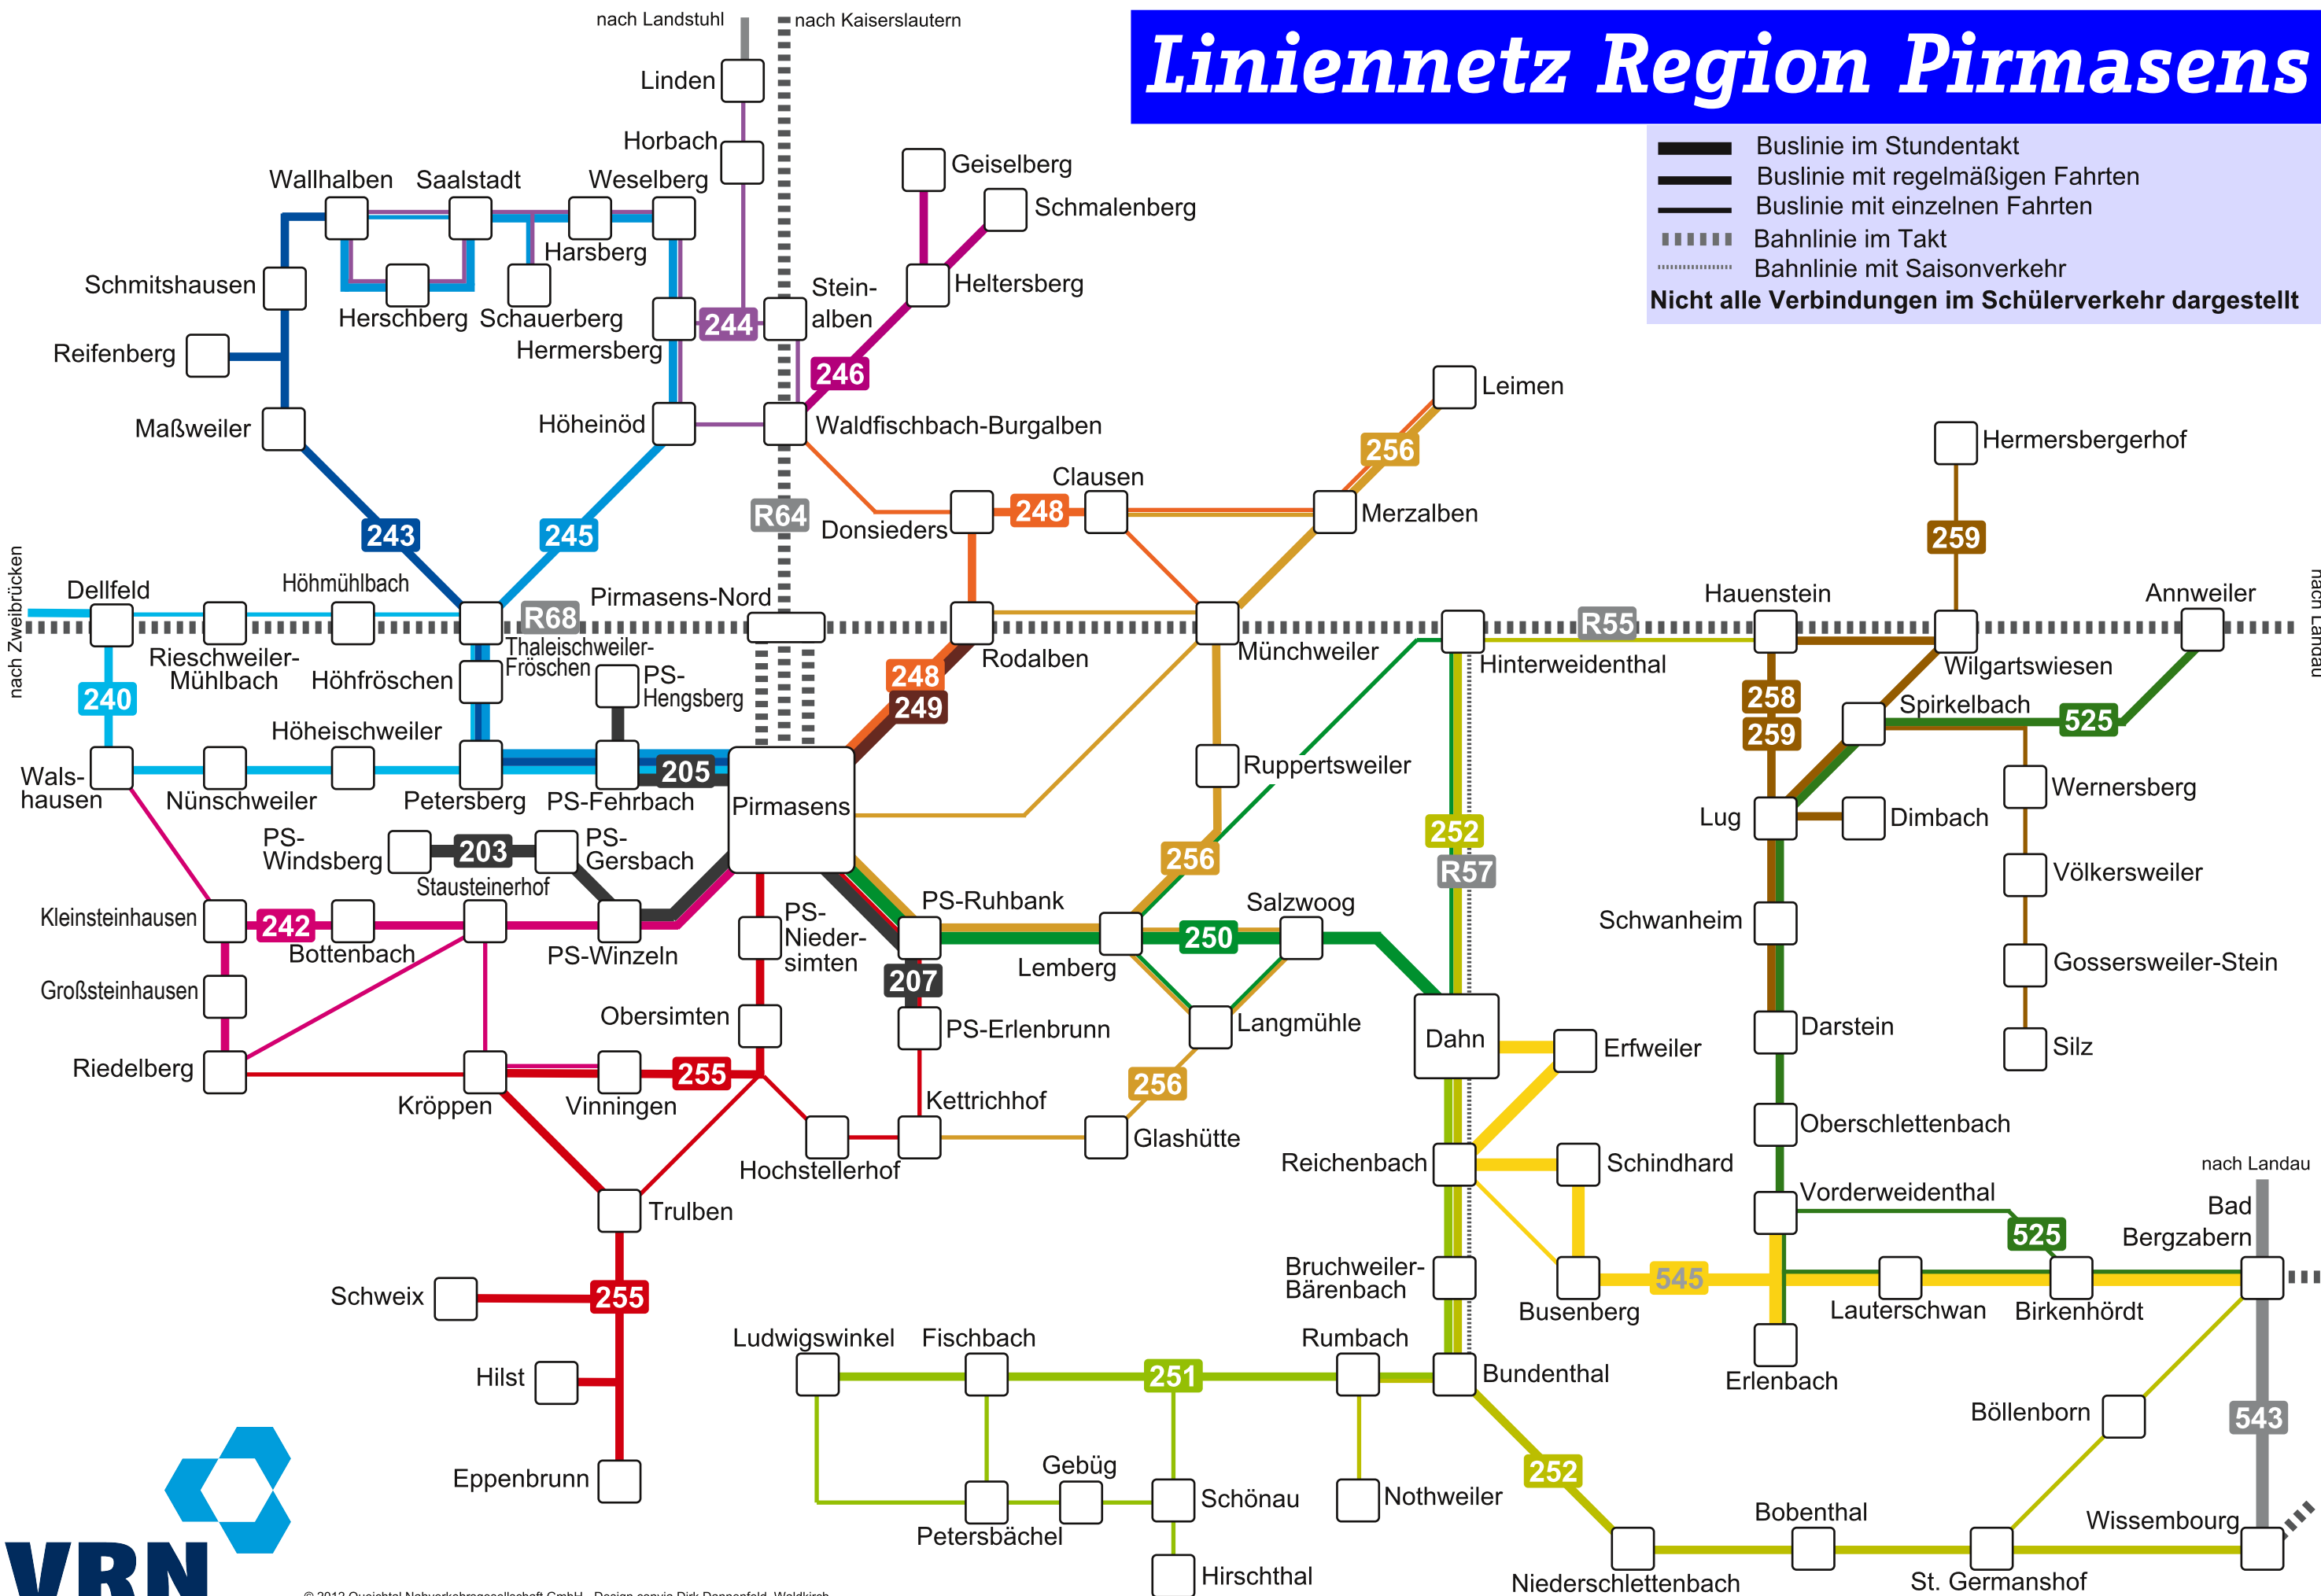 nach Landstuhl
nach Kaiserslautern
Liniennetz Region Pirmasens
Buslinie im Stundentakt
Buslinie mit regelmäßigen Fahrten
Buslinie mit einzelnen Fahrten
Bahnlinie im Takt
Bahnlinie mit Saisonverkehr
Nicht alle Verbindungen im Schülerverkehr dargestellt
Linden
Horbach
Geiselberg
Schmalenberg
Wallhalben
Saalstadt
Weselberg
Harsberg
Schmitshausen
Herschberg
Schauerberg
Hermersberg
244
Stein-
alben
Heltersberg
Reifenberg
246
Leimen
Maßweiler
Höheinöd
Waldfischbach-Burgalben
256
Hermersbergerhof
243
245
R64
Donsieders
248
Clausen
Merzalben
259
nach Zweibrücken
Dellfeld
Höhmühlbach
R68
Pirmasens-Nord
Hauenstein
R55
Annweiler
nach Landau
Rieschweiler-
Mühlbach
Höhfröschen
Thaleischweiler-
Fröschen
PS-
Hengsberg
Rodalben
Münchweiler
Hinterweidenthal
Wilgartswiesen
240
248
249
258
259
Spirkelbach
525
Höheischweiler
Wals-
hausen
Nünschweiler
Petersberg
PS-Fehrbach
205
Pirmasens
Ruppertsweiler
Wernersberg
Lug
Dimbach
PS-
Windsberg
203
PS-
Gersbach
Stausteinerhof
256
252
R57
Völkersweiler
Kleinsteinhausen
242
Bottenbach
PS-Winzeln
PS-
Nieder-
simten
PS-Ruhbank
Lemberg
250
Salzwoog
Schwanheim
Gossersweiler-Stein
Großsteinhausen
207
Obersimten
PS-Erlenbrunn
Langmühle
Dahn
Erfweiler
Darstein
Silz
Riedelberg
Kröppen
Vinningen
255
Kettrichhof
256
Hochstellerhof
Glashütte
Oberschlettenbach
Reichenbach
Schindhard
nach Landau
Trulben
Vorderweidenthal
Bad
Bergzabern
525
Schweix
255
Bruchweiler-
Bärenbach
Busenberg
545
Lauterschwan
Birkenhördt
Hilst
Ludwigswinkel
Fischbach
251
Rumbach
Bundenthal
Erlenbach
Böllenborn
543
Eppenbrunn
Gebüg
Petersbächel
Schönau
Nothweiler
252
Bobenthal
Wissembourg
Hirschthal
Niederschlettenbach
St. Germanshof
VRN